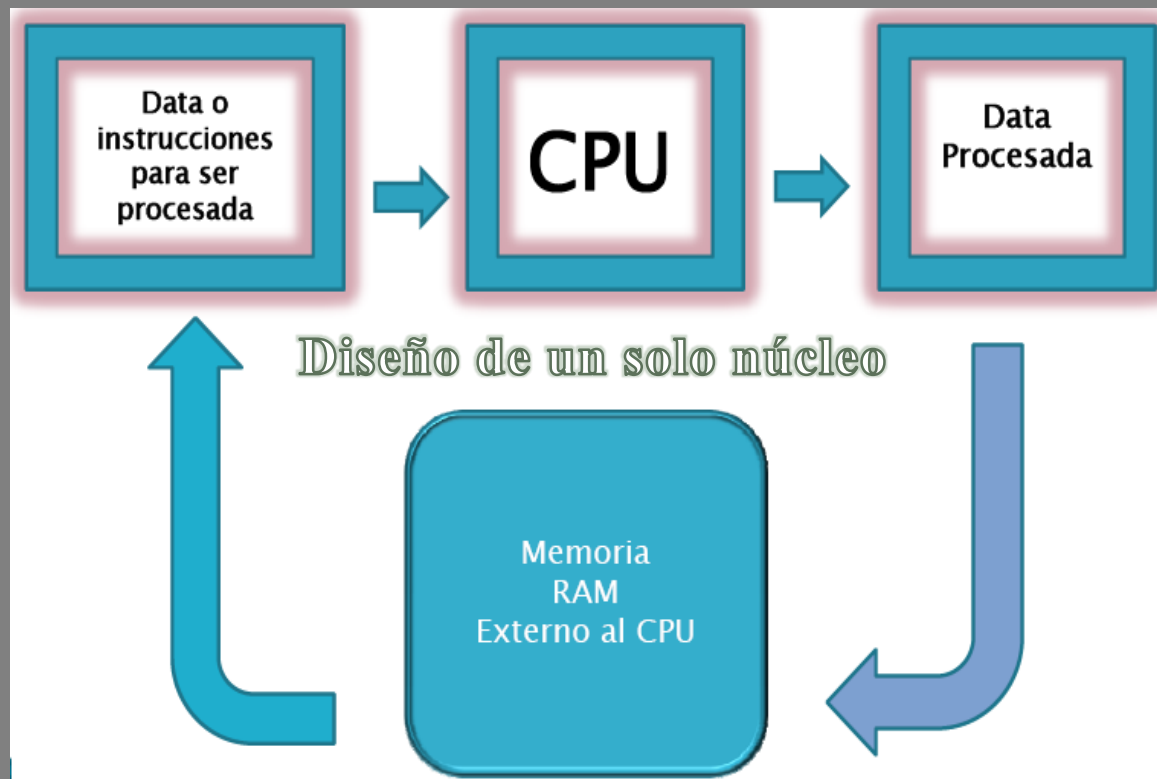 Data o
instrucciones
para ser
procesada
CPU
Data
Procesada
Diseño de un solo núcleo
Memoria
RAM
Externo al CPU